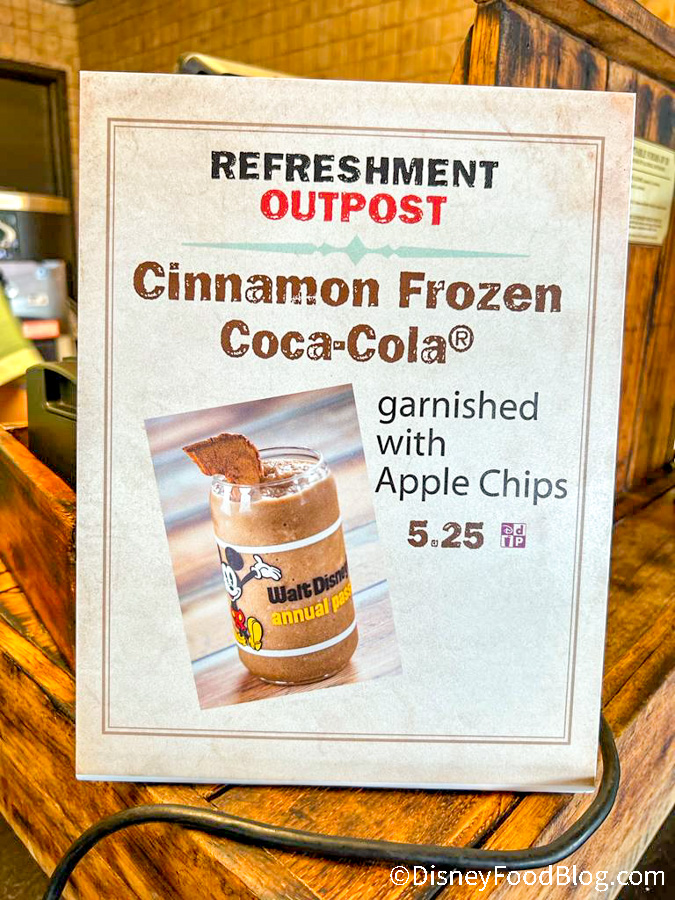 REFRESHMENT
OUTPOST
Cinnamon Frozen
Coca-Cola®
garnished
with
Apple Chips
5.25
Walt Disney
annual pass
©DisneyFoodBlog.com